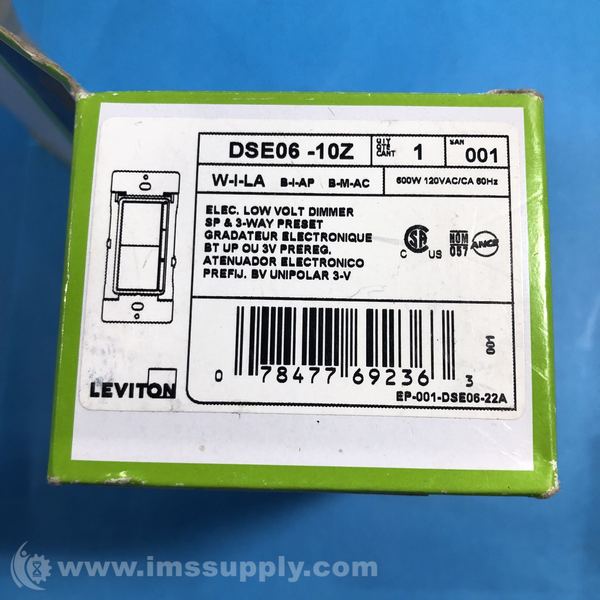 DSE06 -10Z
QTY
QTE
CANT
1
SAN
001
W-I-LA B-I-AP B-M-AC
600W 120VAC/CA 60Hz
ELEC. LOW VOLT DIMMER
SP & 3-WAY PRESET
GRADATEUR ELECTRONIQUE
BT UP OU 3V PREREG.
ATENUADOR ELECTRONICO
PREFIJ. BV UNIPOLAR 3-V
C US
NOM
057
ANCE
LEVITON
0 78477 69236 3
001
EP-001-DSE06-22A
www.imssupply.com